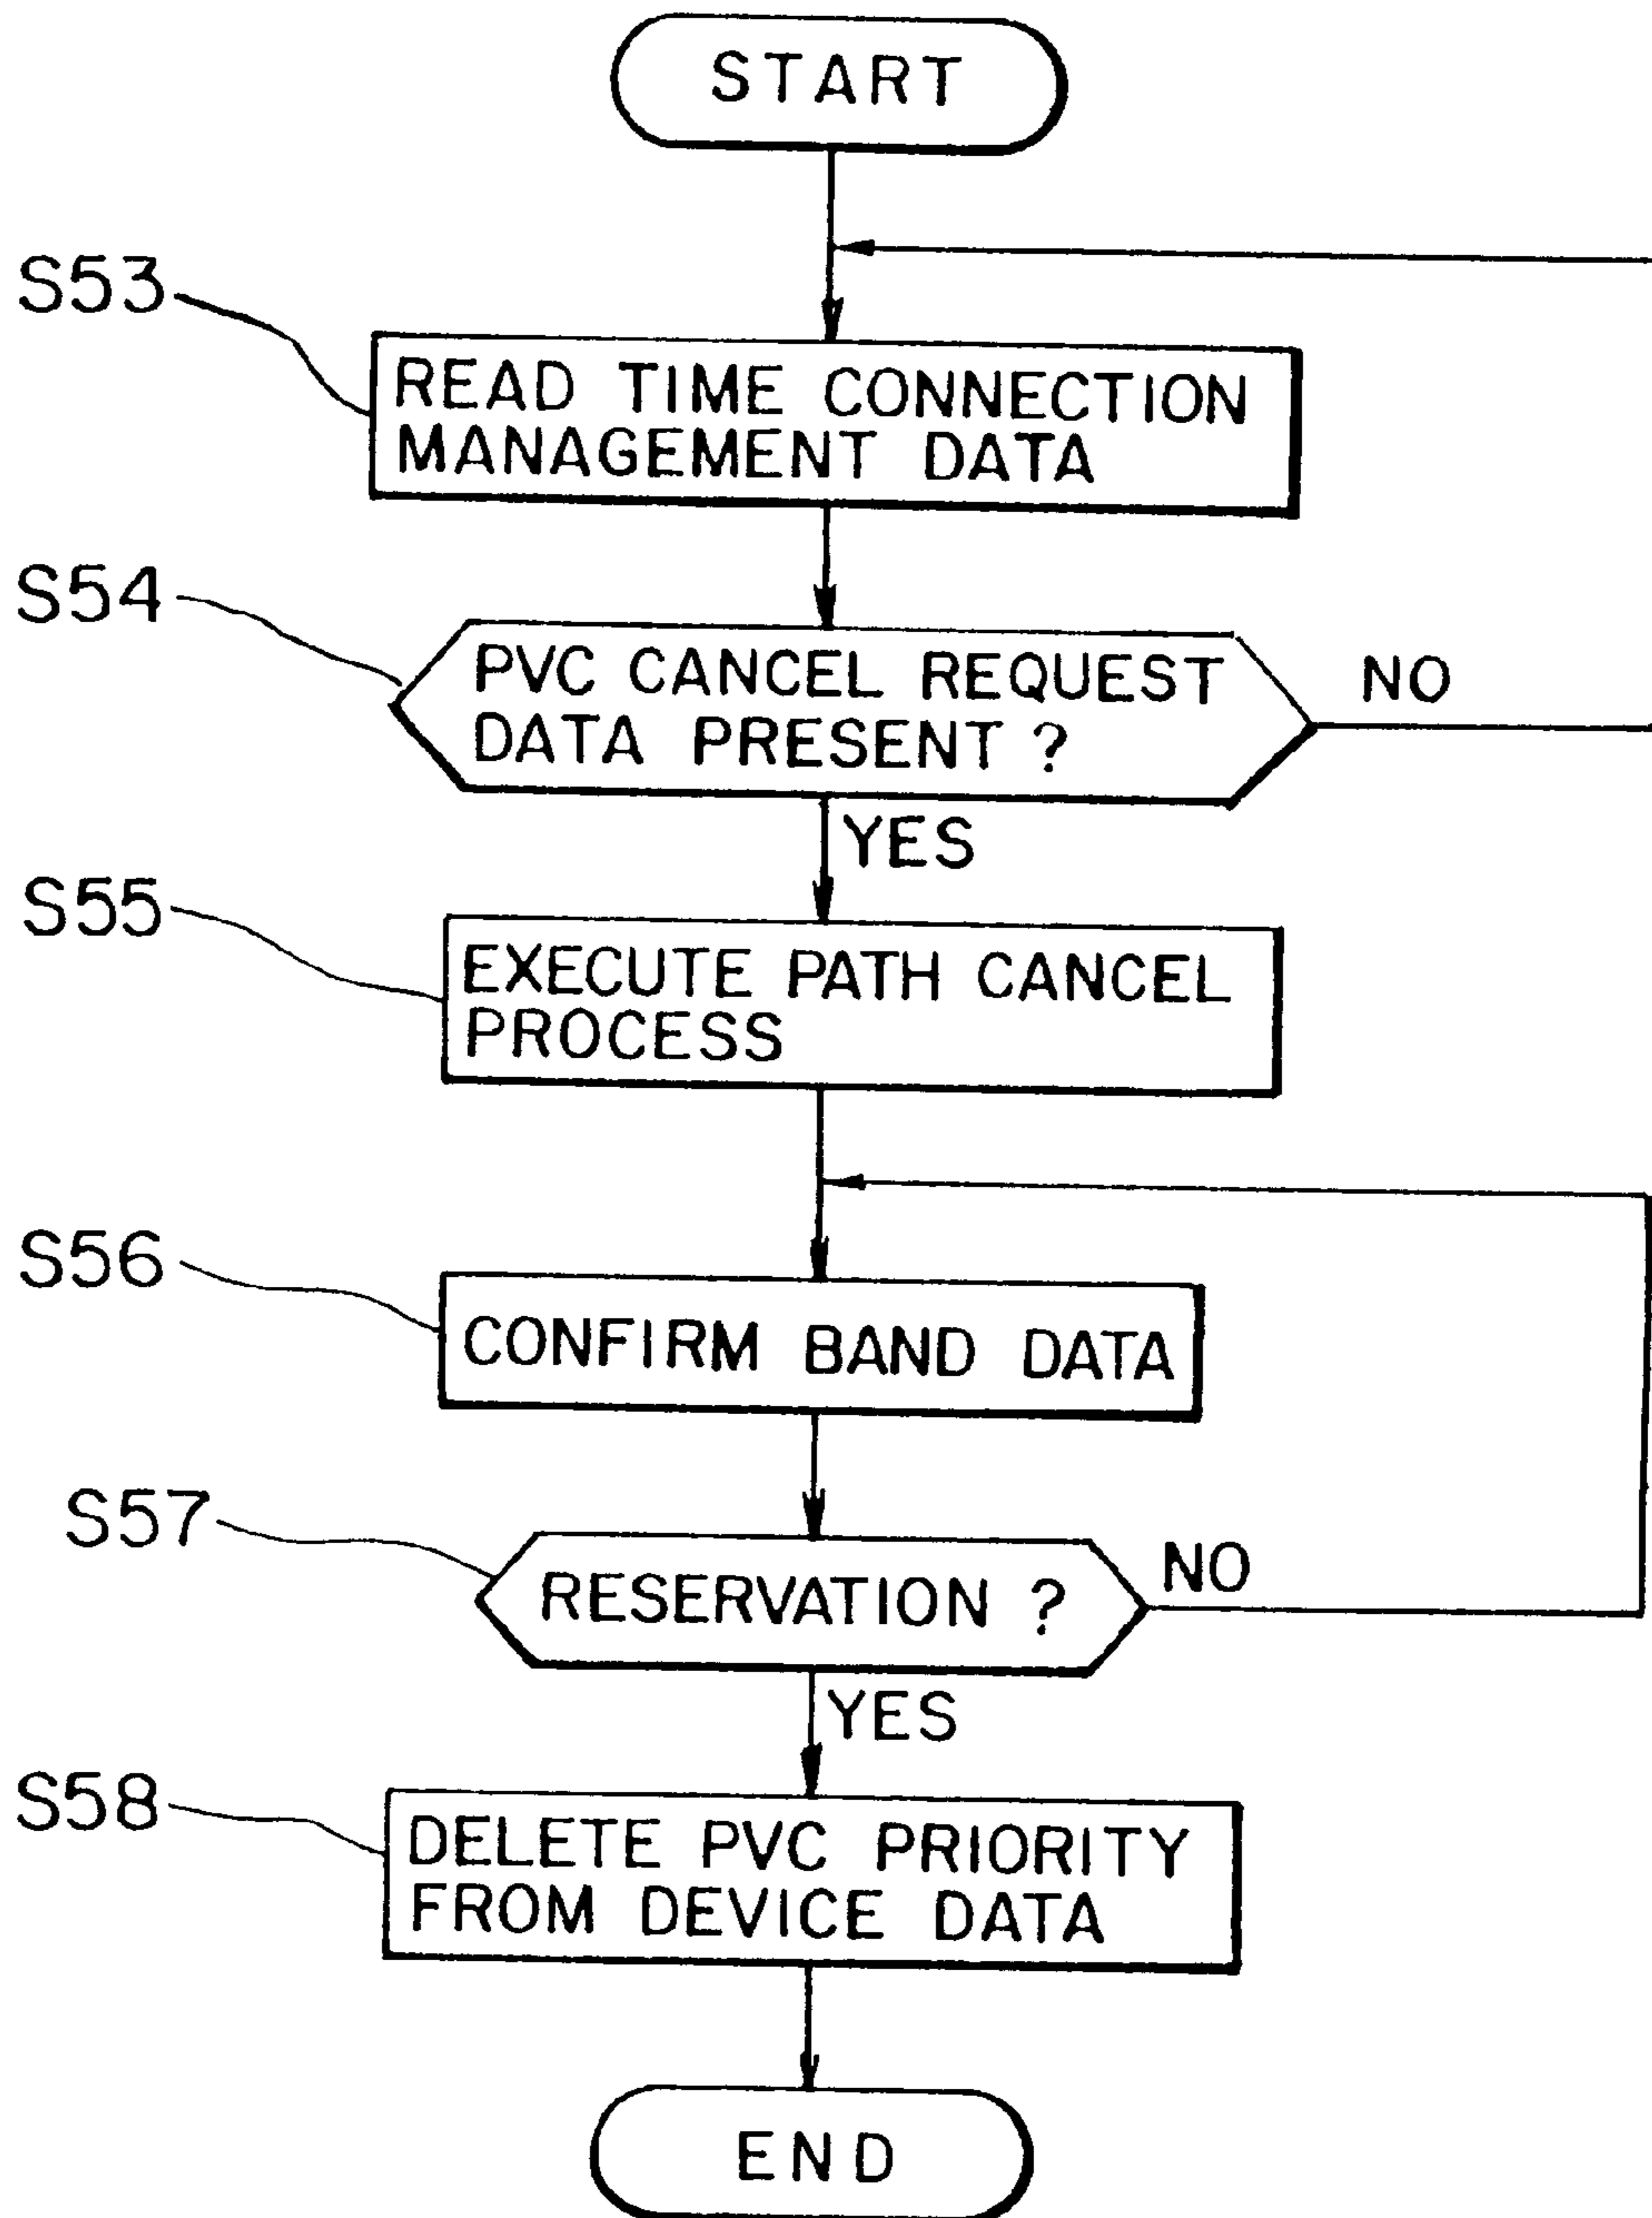 START
S53
READ TIME CONNECTION
MANAGEMENT DATA
S54
PVC CANCEL REQUEST
DATA PRESENT ?
NO
YES
S55
EXECUTE PATH CANCEL
PROCESS
S56
CONFIRM BAND DATA
S57
RESERVATION ?
NO
YES
S58
DELETE PVC PRIORITY
FROM DEVICE DATA
END